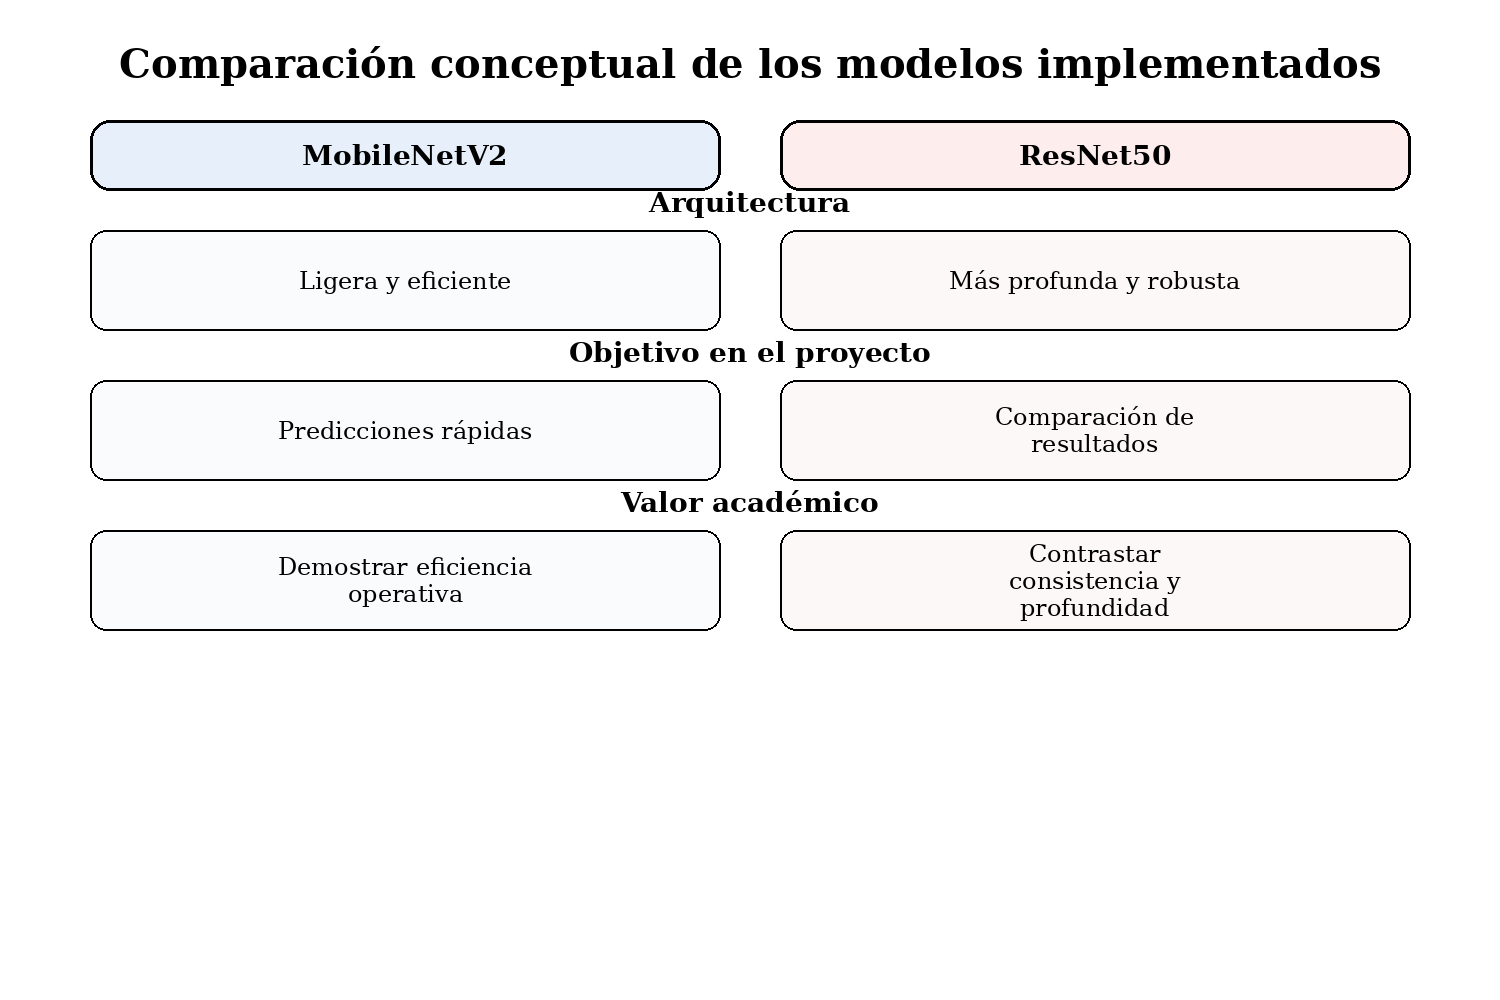 Comparación conceptual de los modelos implementados
MobileNetV2
ResNet50
Arquitectura
Ligera y eficiente
Más profunda y robusta
Objetivo en el proyecto
Predicciones rápidas
Comparación de
resultados
Valor académico
Demostrar eficiencia
operativa
Contrastar
consistencia y
profundidad